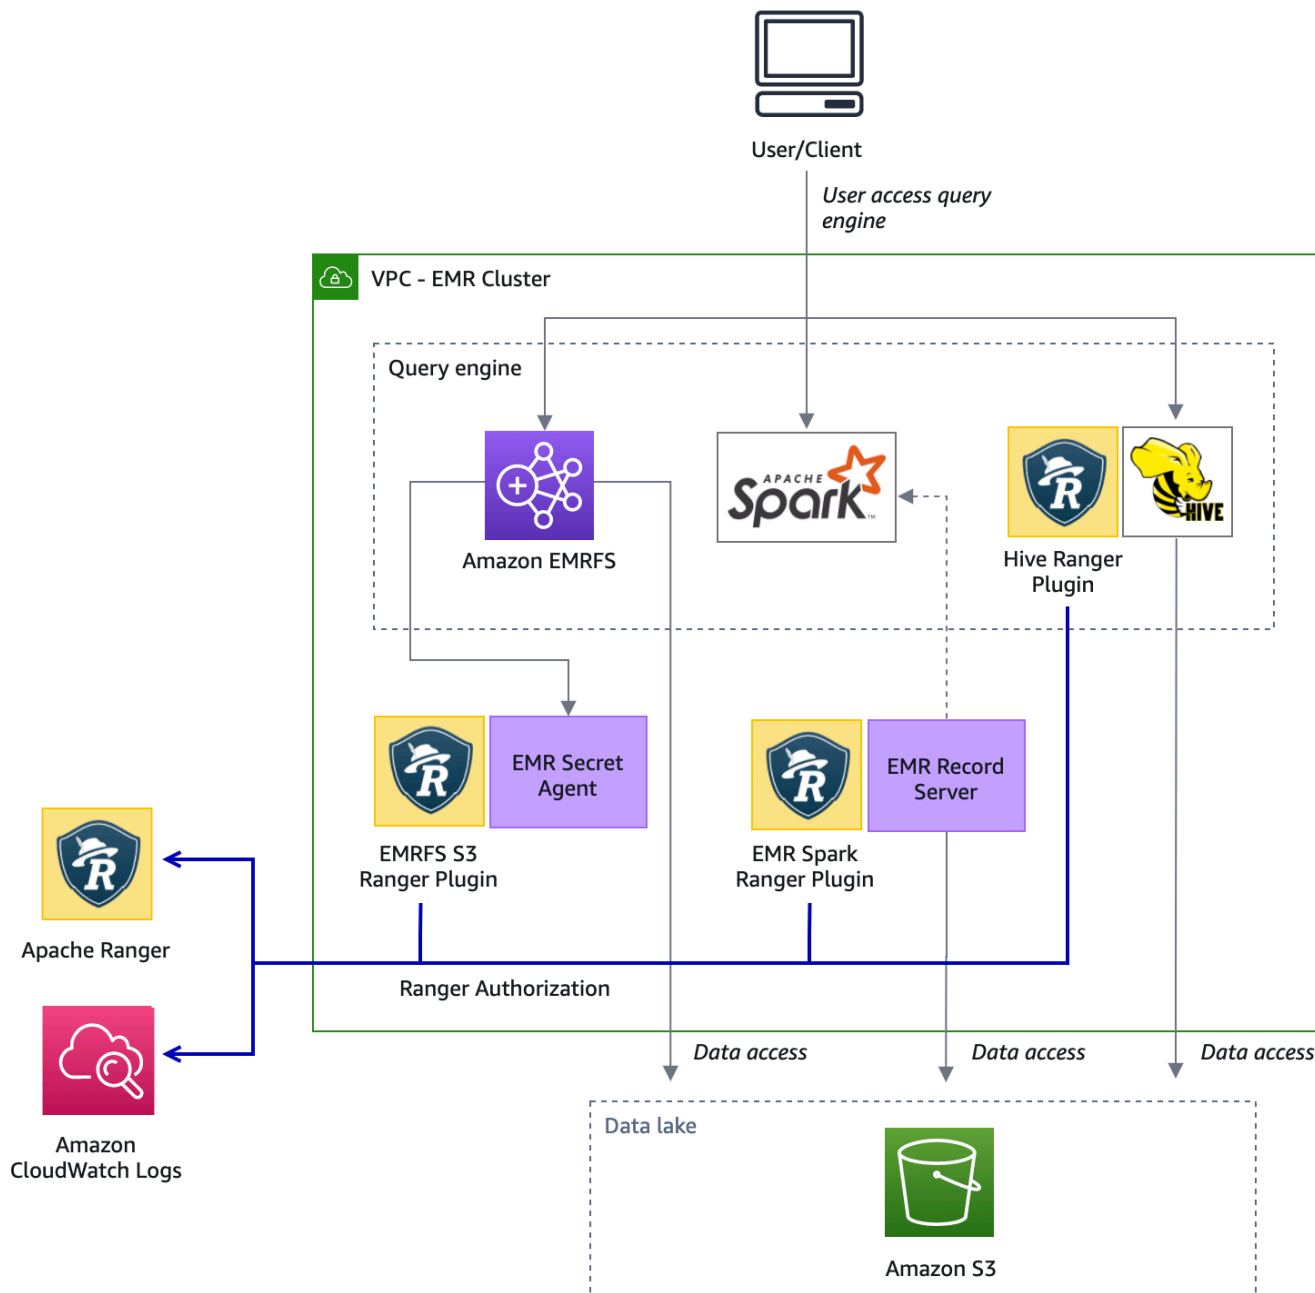 User/Client
User access query
engine
VPC - EMR Cluster
Query engine
APACHE
Spark™
HIVE
Amazon EMRFS
Hive Ranger
Plugin
R
R
EMR Secret
Agent
R
EMR Record
Server
EMRFS S3
Ranger Plugin
EMR Spark
Ranger Plugin
R
Apache Ranger
Ranger Authorization
Data access
Data access
Data access
Amazon
CloudWatch Logs
Data lake
Amazon S3